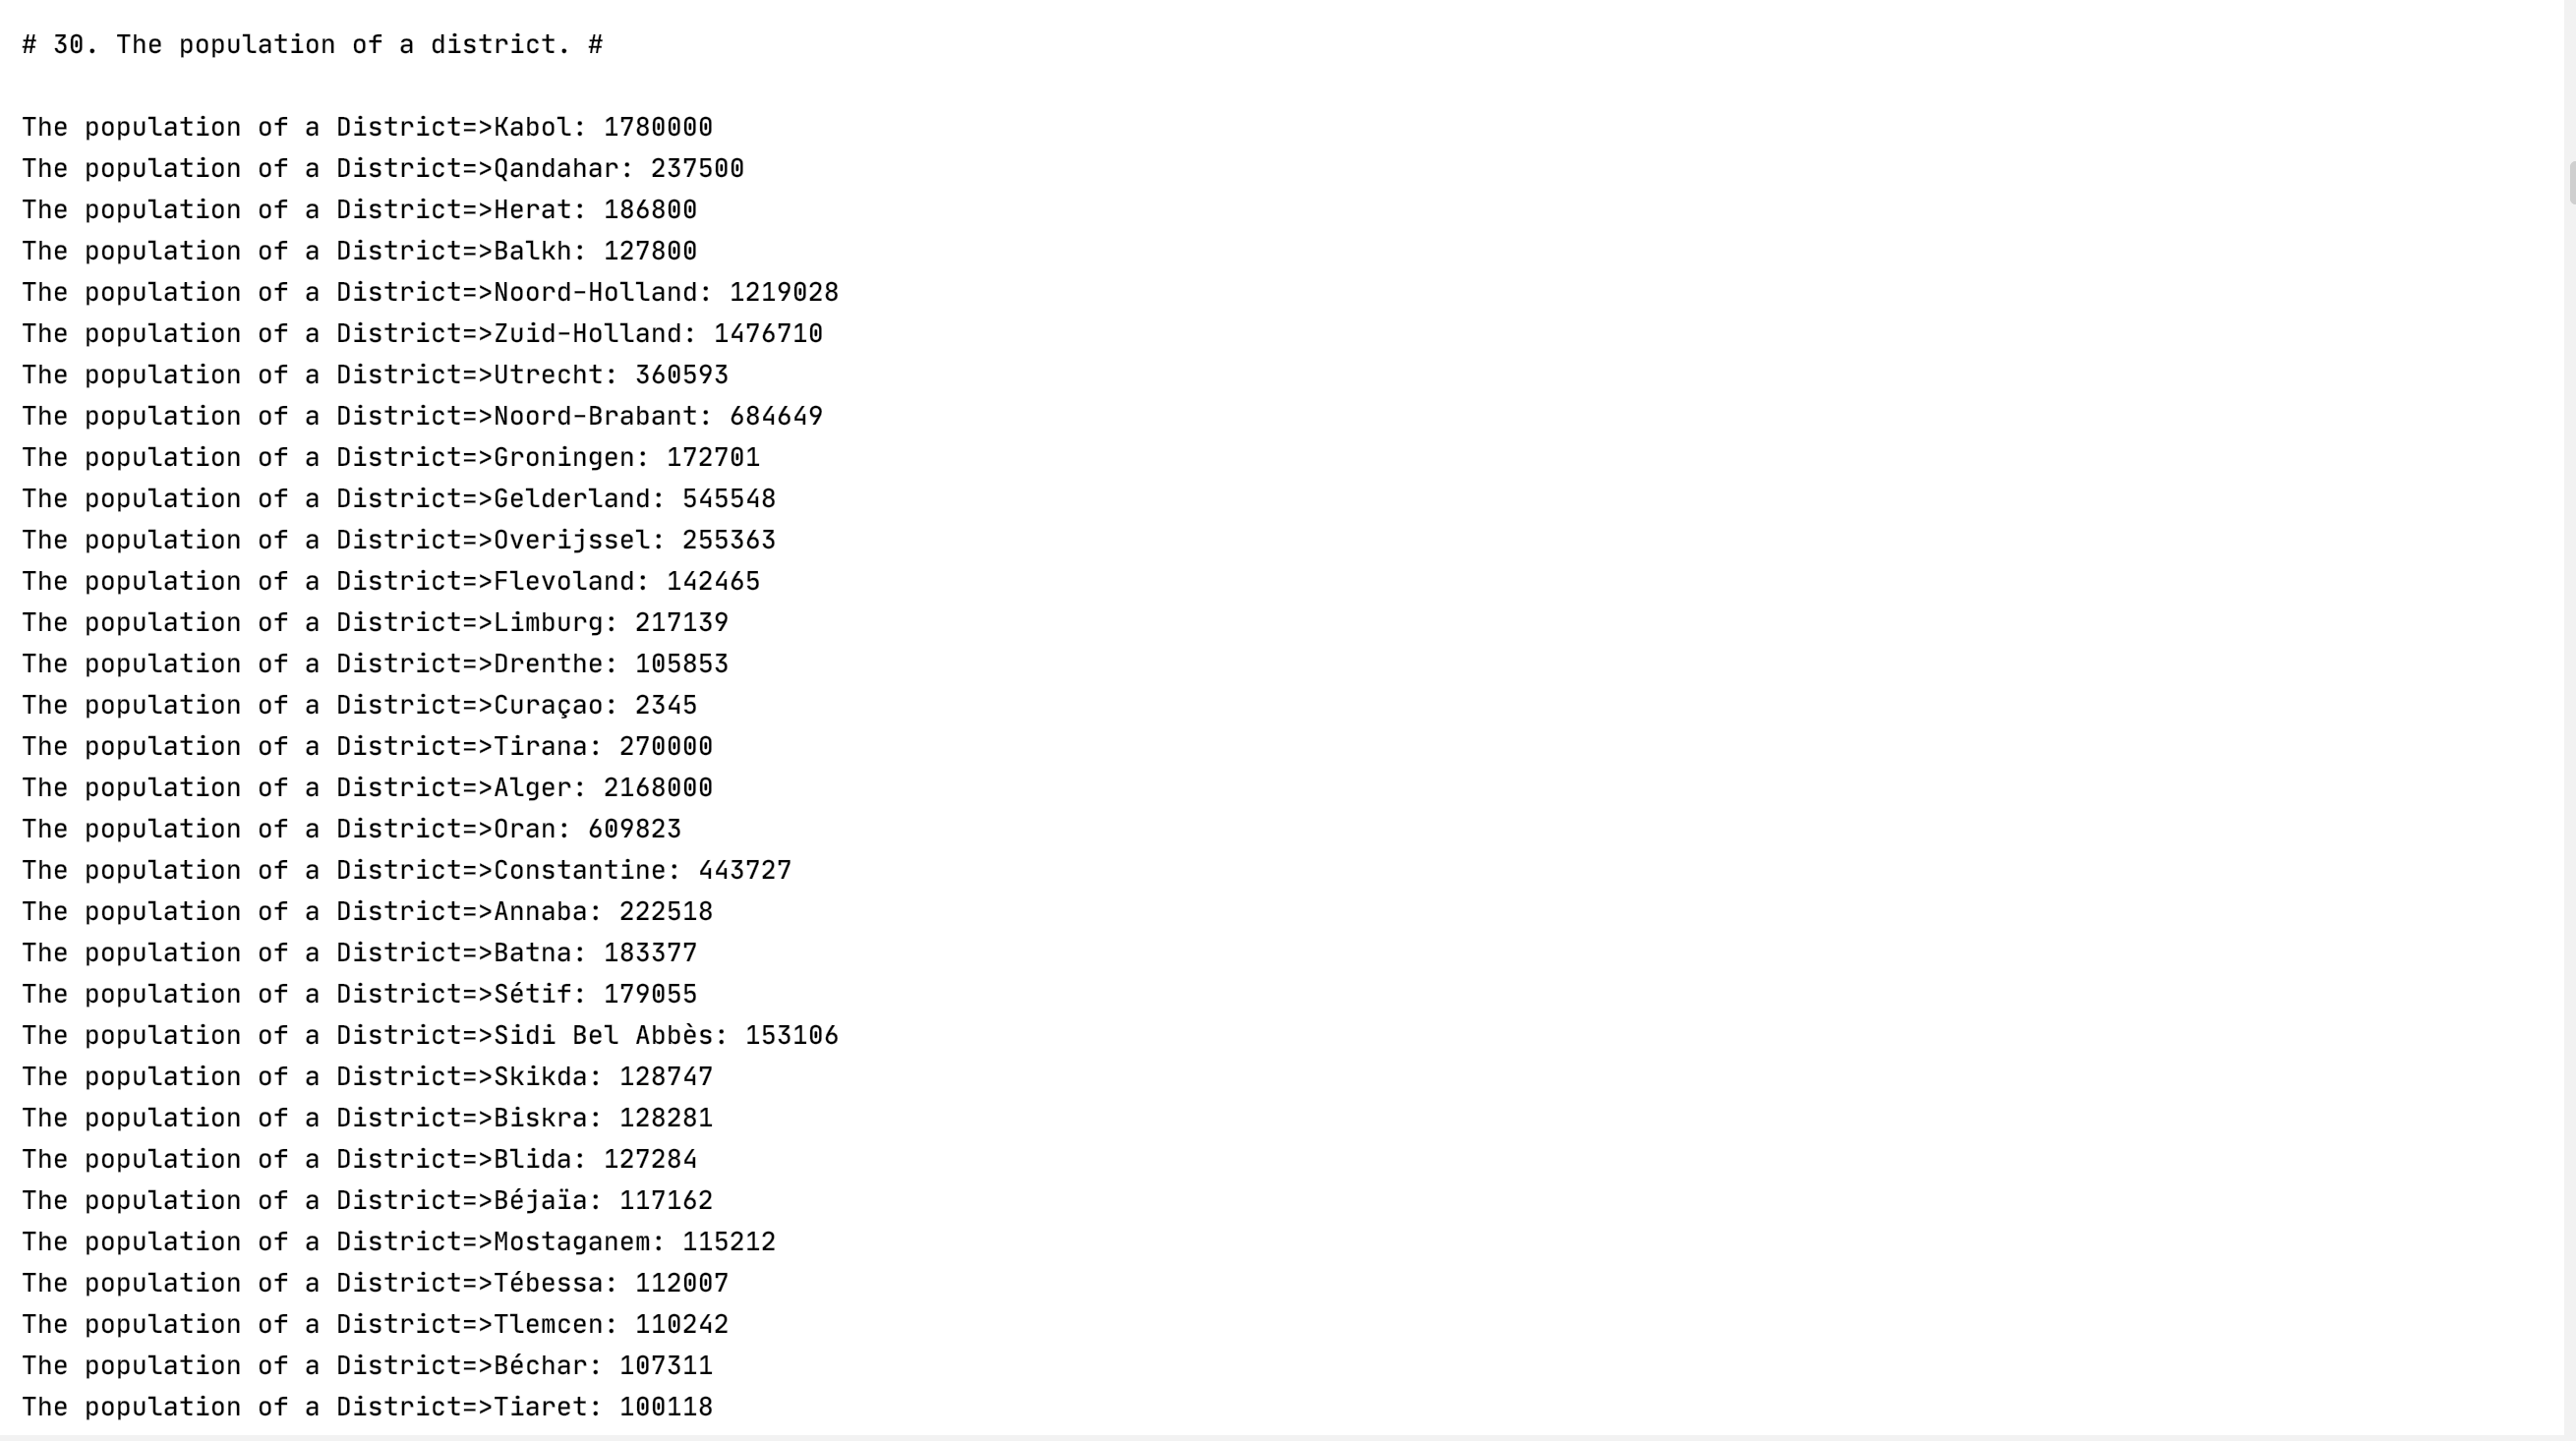 # 30. The population of a district. #
The population of a District=>Kabol: 1780000
The population of a District=>Qandahar: 237500
The population of a District=>Herat: 186800
The population of a District=>Balkh: 127800
The population of a District=>Noord-Holland: 1219028
The population of a District=>Zuid-Holland: 1476710
The population of a District=>Utrecht: 360593
The population of a District=>Noord-Brabant: 684649
The population of a District=>Groningen: 172701
The population of a District=>Gelderland: 545548
The population of a District=>Overijssel: 255363
The population of a District=>Flevoland: 142465
The population of a District=>Limburg: 217139
The population of a District=>Drenthe: 105853
The population of a District=>Curaçao: 2345
The population of a District=>Tirana: 270000
The population of a District=>Alger: 2168000
The population of a District=>Oran: 609823
The population of a District=>Constantine: 443727
The population of a District=>Annaba: 222518
The population of a District=>Batna: 183377
The population of a District=>Sétif: 179055
The population of a District=>Sidi Bel Abbès: 153106
The population of a District=>Skikda: 128747
The population of a District=>Biskra: 128281
The population of a District=>Blida: 127284
The population of a District=>Béjaïa: 117162
The population of a District=>Mostaganem: 115212
The population of a District=>Tébessa: 112007
The population of a District=>Tlemcen: 110242
The population of a District=>Béchar: 107311
The population of a District=>Tiaret: 100118